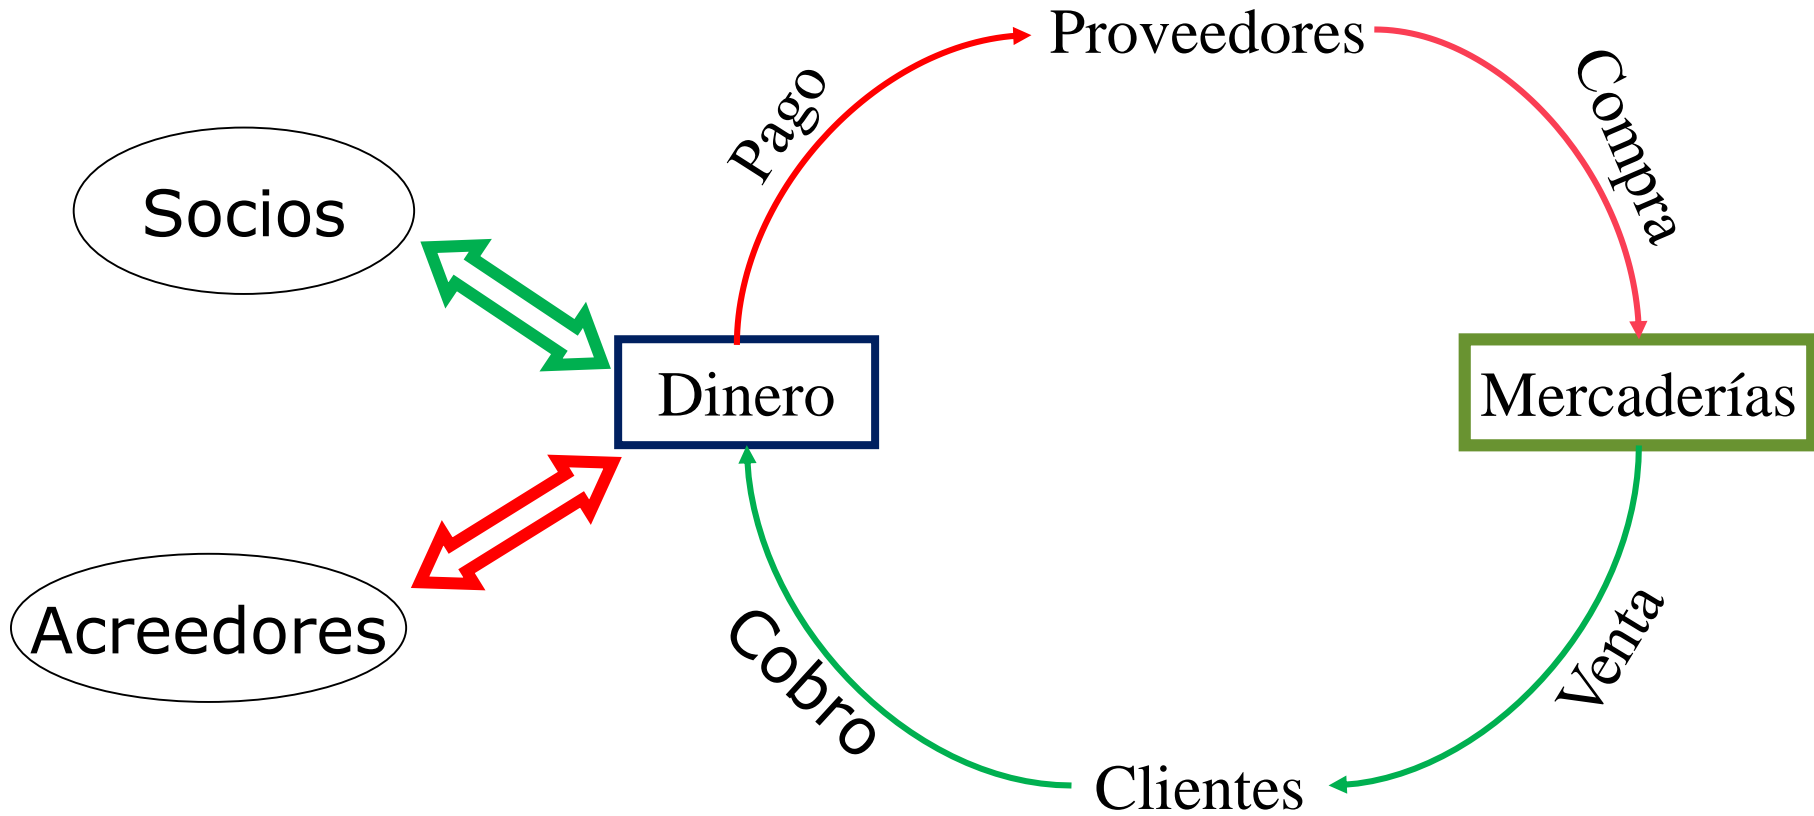 Proveedores
Pago
Compra
Socios
Dinero
Mercaderías
Acreedores
Cobro
Venta
Clientes